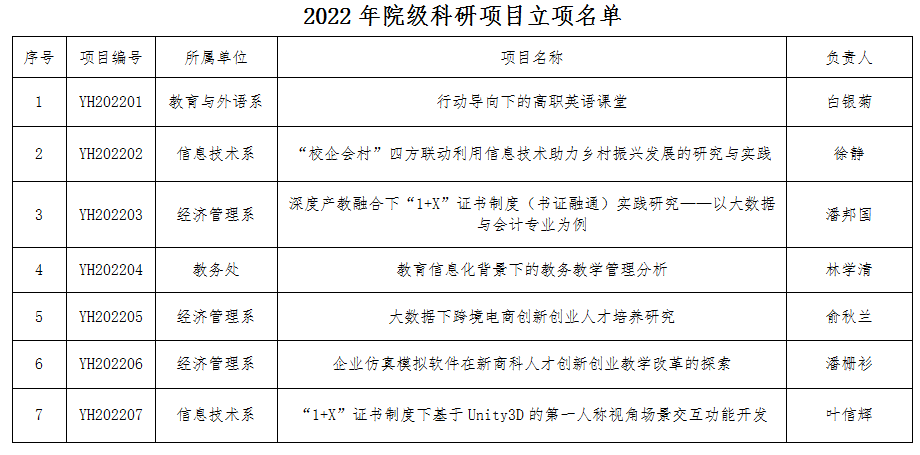 2022 年院级科研项目立项名单
序号 项目编号 所属单位 项目名称 负责人
1 YH202201 教育与外语系 行动导向下的高职英语课堂 白银菊
2 YH202202 信息技术系 “校企会村”四方联动利用信息技术助力乡村振兴发展的研究与实践 徐静
3 YH202203 经济管理系 深度产教融合下“1+X”证书制度（书证融通）实践研究——以大数据
与会计专业为例 潘邦国
4 YH202204 教务处 教育信息化背景下的教务教学管理分析 林学清
5 YH202205 经济管理系 大数据下跨境电商创新创业人才培养研究 俞秋兰
6 YH202206 经济管理系 企业仿真模拟软件在新商科人才创新创业教学改革的探索 潘栅衫
7 YH202207 信息技术系 “1+X”证书制度下基于 Unity3D 的第一人称视角场景交互功能开发 叶信辉